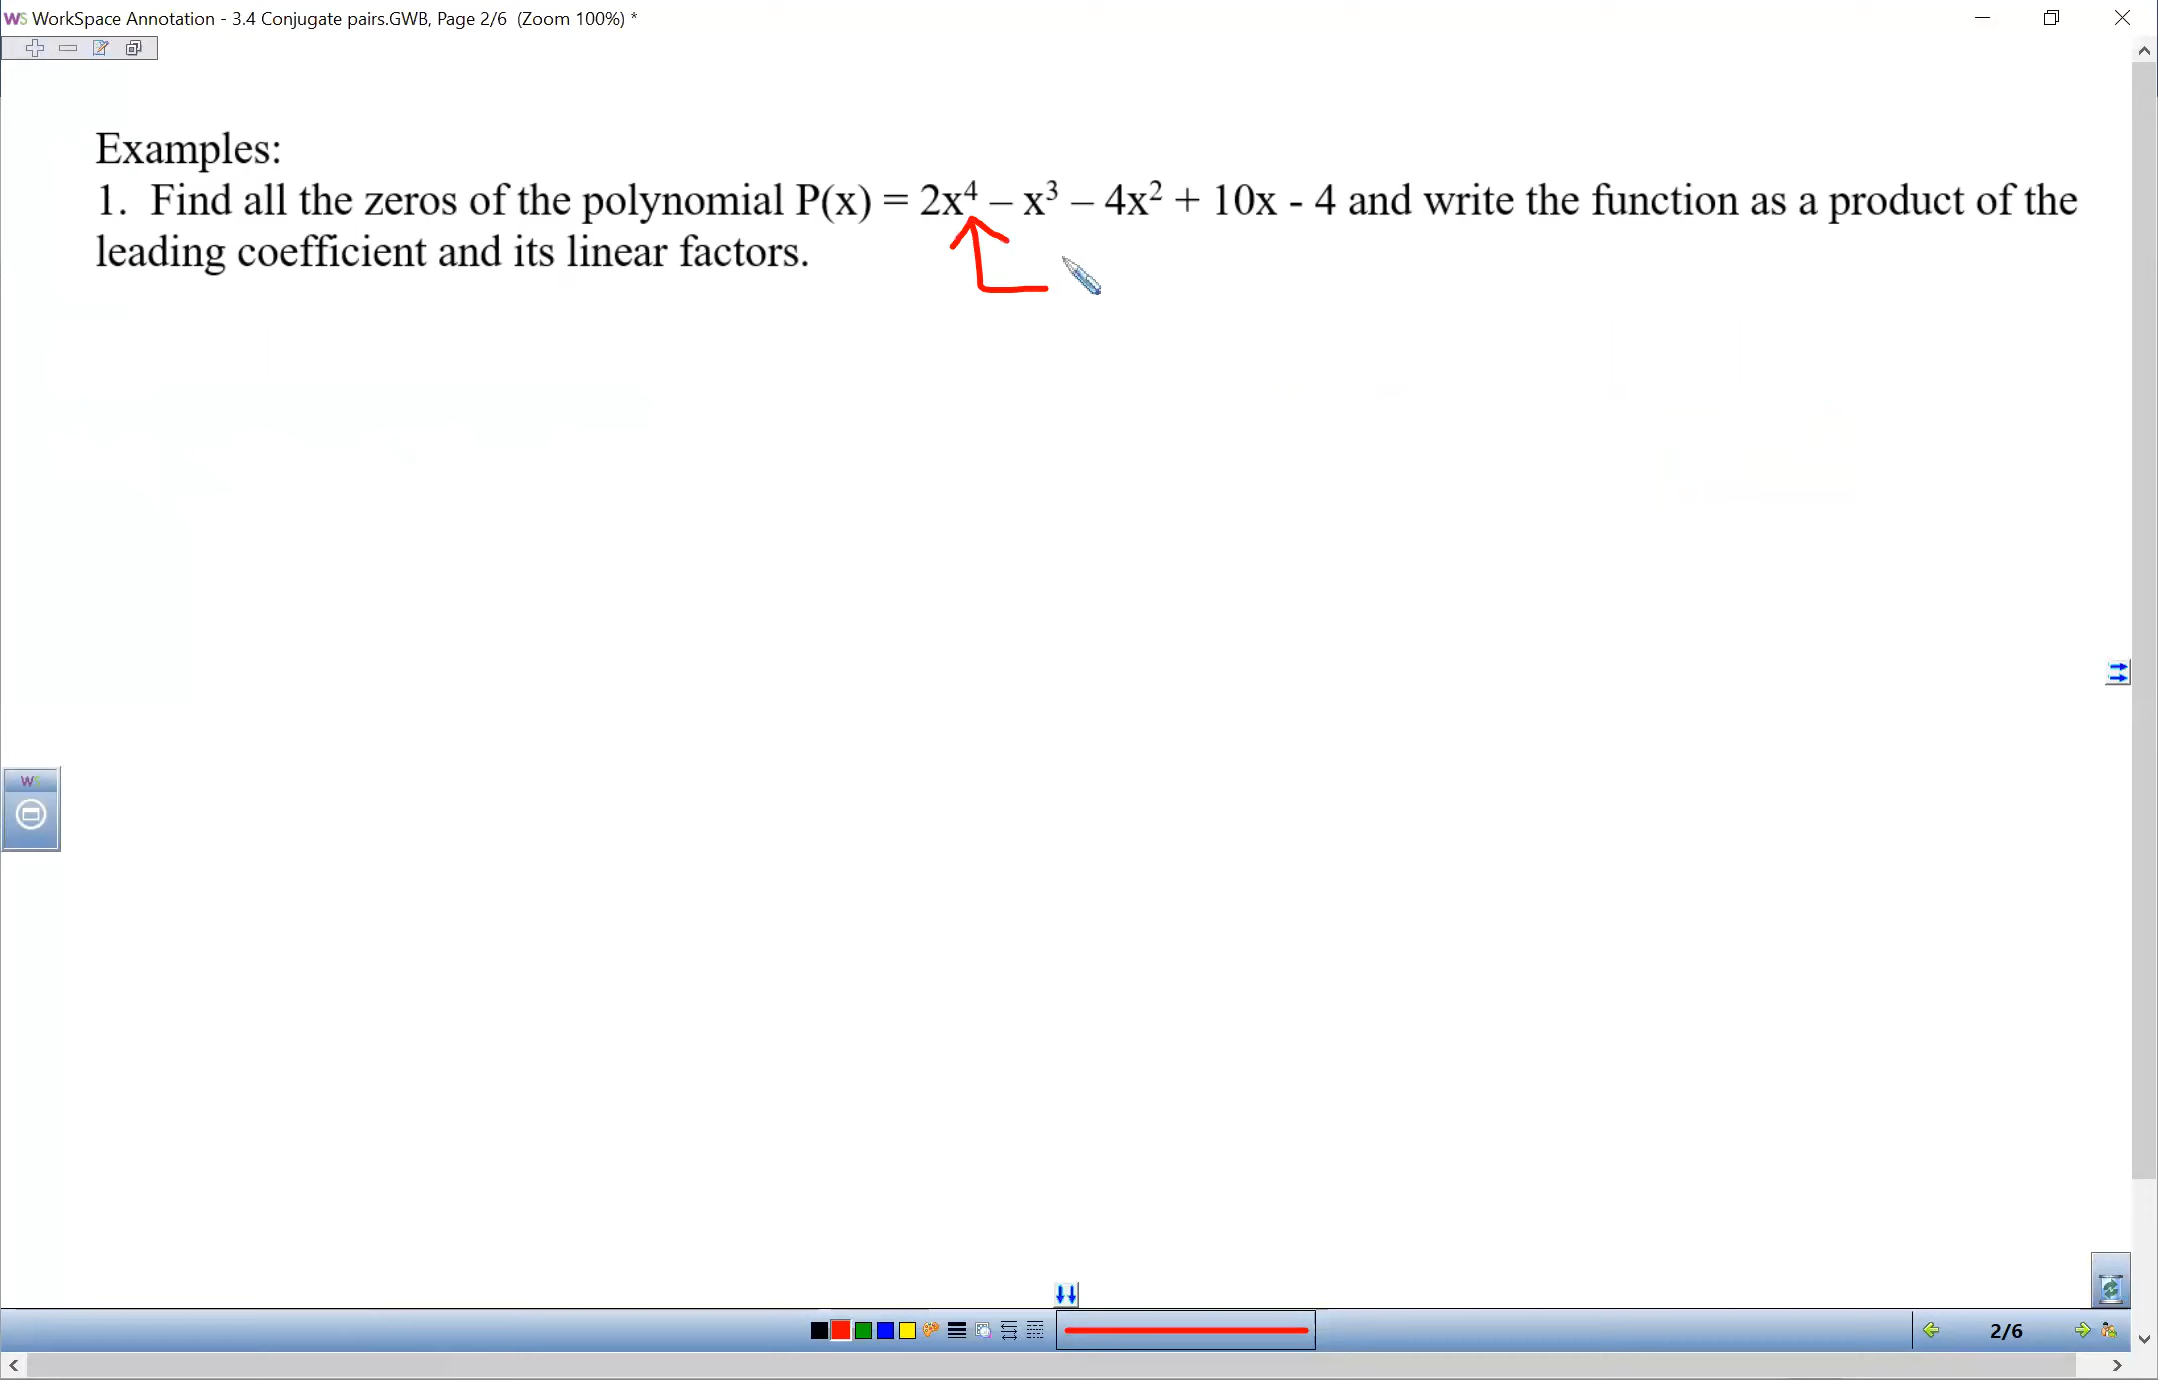 WS WorkSpace Annotation - 3.4 Conjugate pairs.GWB, Page 2/6 (Zoom 100%) *
Examples:
1. Find all the zeros of the polynomial P(x) = 2x⁴ – x³ – 4x² + 10x - 4 and write the function as a product of the
leading coefficient and its linear factors.
WS
2/6